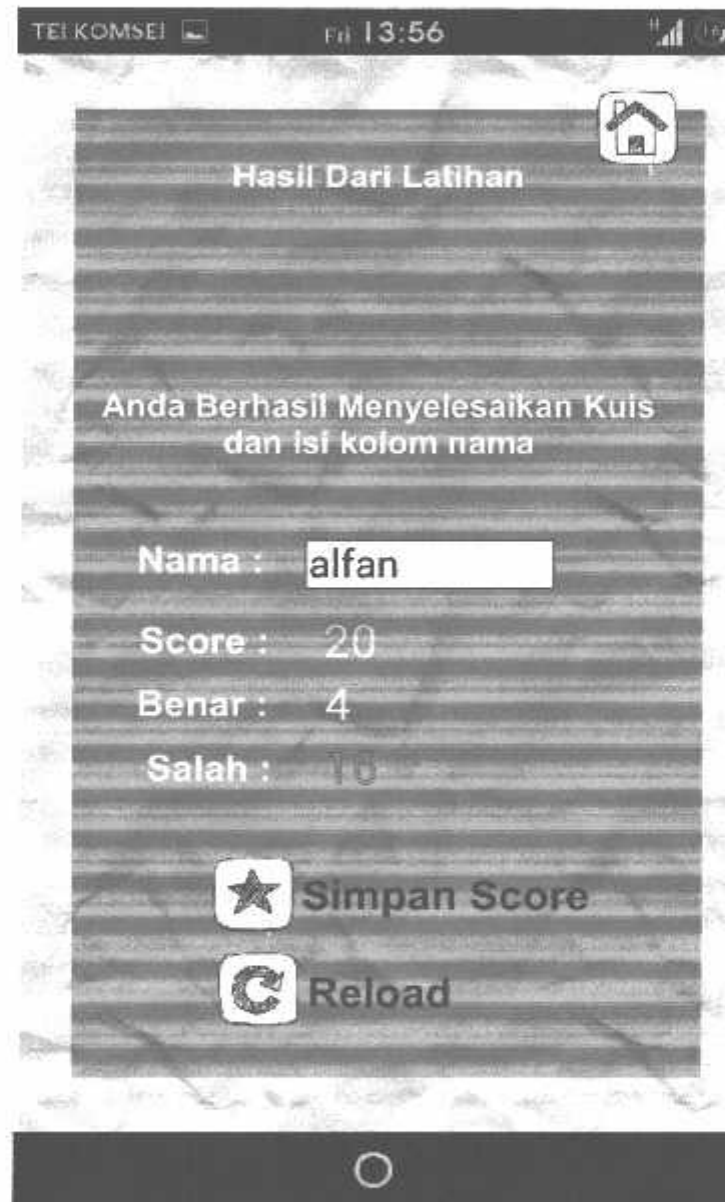 TELKOMSEL Fri 13:56 H
Hasil Dari Latihan
Anda Berhasil Menyelesaikan Kuis
dan isi kolom nama
Nama : alfan
Score : 20
Benar : 4
Salah : 16
Simpan Score
Reload